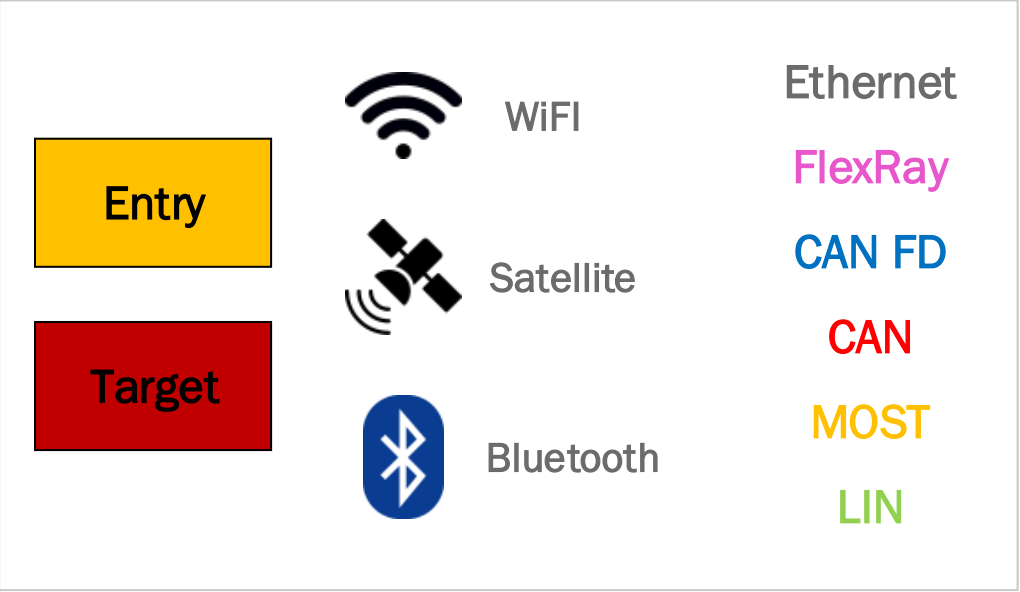 Entry
Target
WiFI
Satellite
Bluetooth
Ethernet
FlexRay
CAN FD
CAN
MOST
LIN